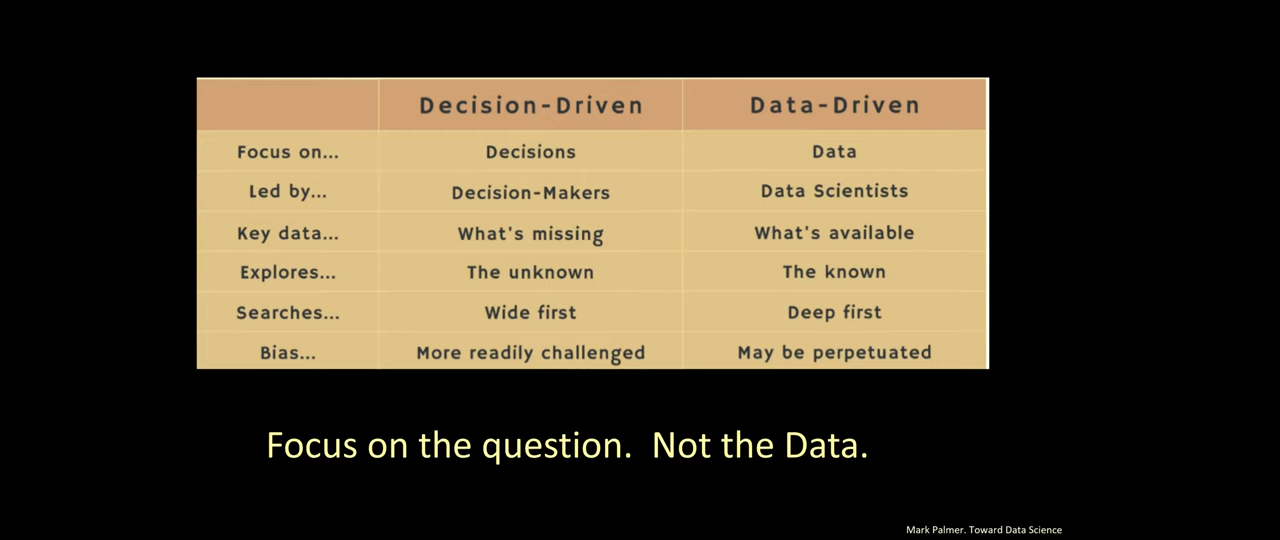 Decision-Driven Data-Driven
Focus on... Decisions Data
Led by... Decision-Makers Data Scientists
Key data... What's missing What's available
Explores... The unknown The known
Searches... Wide first Deep first
Bias... More readily challenged May be perpetuated
Focus on the question. Not the Data.
Mark Palmer. Toward Data Science